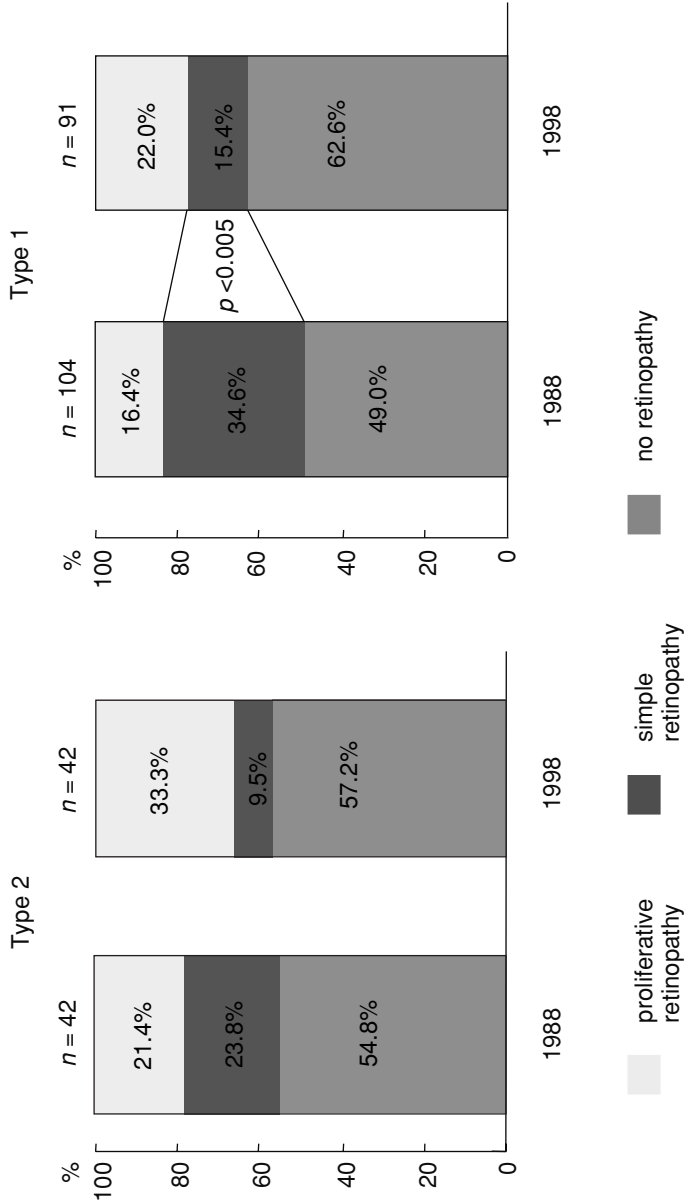 Type 2
%
n = 42
n = 42
100
80
60
40
20
0
21.4%
23.8%
54.8%
33.3%
9.5%
57.2%
1988
1998
Type 1
%
n = 104
n = 91
100
80
60
40
20
0
16.4%
34.6%
49.0%
p <0.005
22.0%
15.4%
62.6%
1988
1998
proliferative
retinopathy
simple
retinopathy
no retinopathy